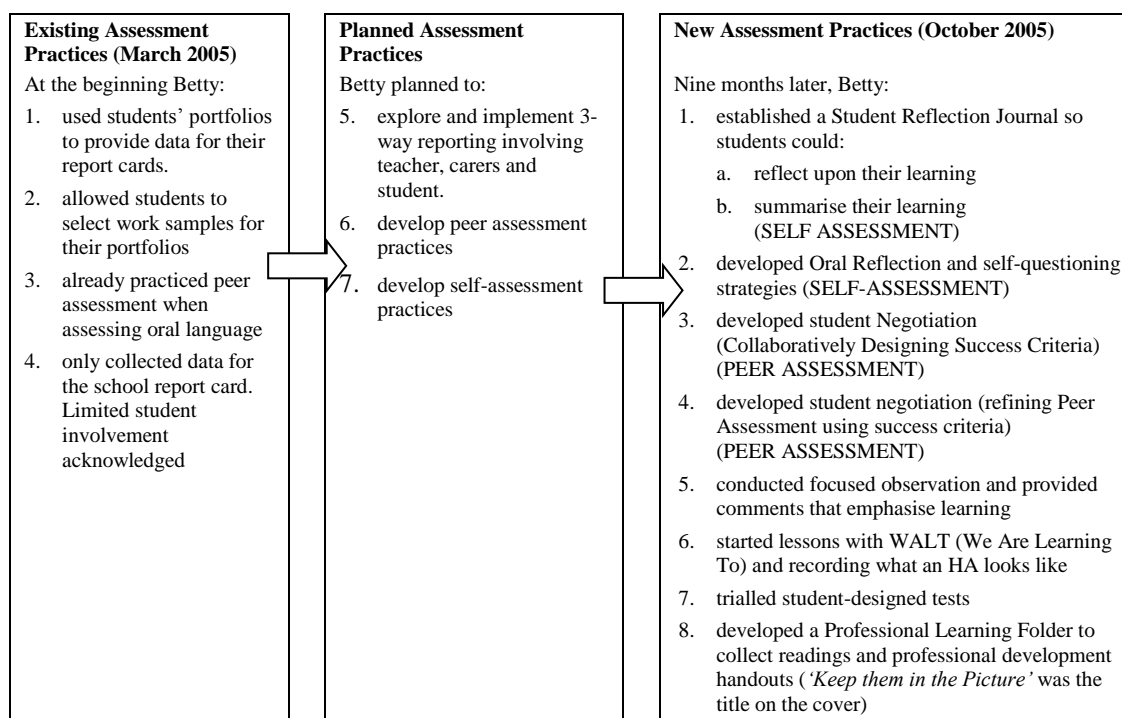 Existing Assessment
Practices (March 2005)
At the beginning Betty:
1. used students' portfolios
to provide data for their
report cards.
2. allowed students to
select work samples for
their portfolios
3. already practiced peer
assessment when
assessing oral language
4. only collected data for
the school report card.
Limited student
involvement
acknowledged
Planned Assessment
Practices
Betty planned to:
5. explore and implement 3-
way reporting involving
teacher, carers and
student.
6. develop peer assessment
practices
7. develop self-assessment
practices
New Assessment Practices (October 2005)
Nine months later, Betty:
1. established a Student Reflection Journal so
students could:
a. reflect upon their learning
b. summarise their learning
(SELF ASSESSMENT)
2. developed Oral Reflection and self-questioning
strategies (SELF-ASSESSMENT)
3. developed student Negotiation
(Collaboratively Designing Success Criteria)
(PEER ASSESSMENT)
4. developed student negotiation (refining Peer
Assessment using success criteria)
(PEER ASSESSMENT)
5. conducted focused observation and provided
comments that emphasise learning
6. started lessons with WALT (We Are Learning
To) and recording what an HA looks like
7. trialled student-designed tests
8. developed a Professional Learning Folder to
collect readings and professional development
handouts ('Keep them in the Picture' was the
title on the cover)